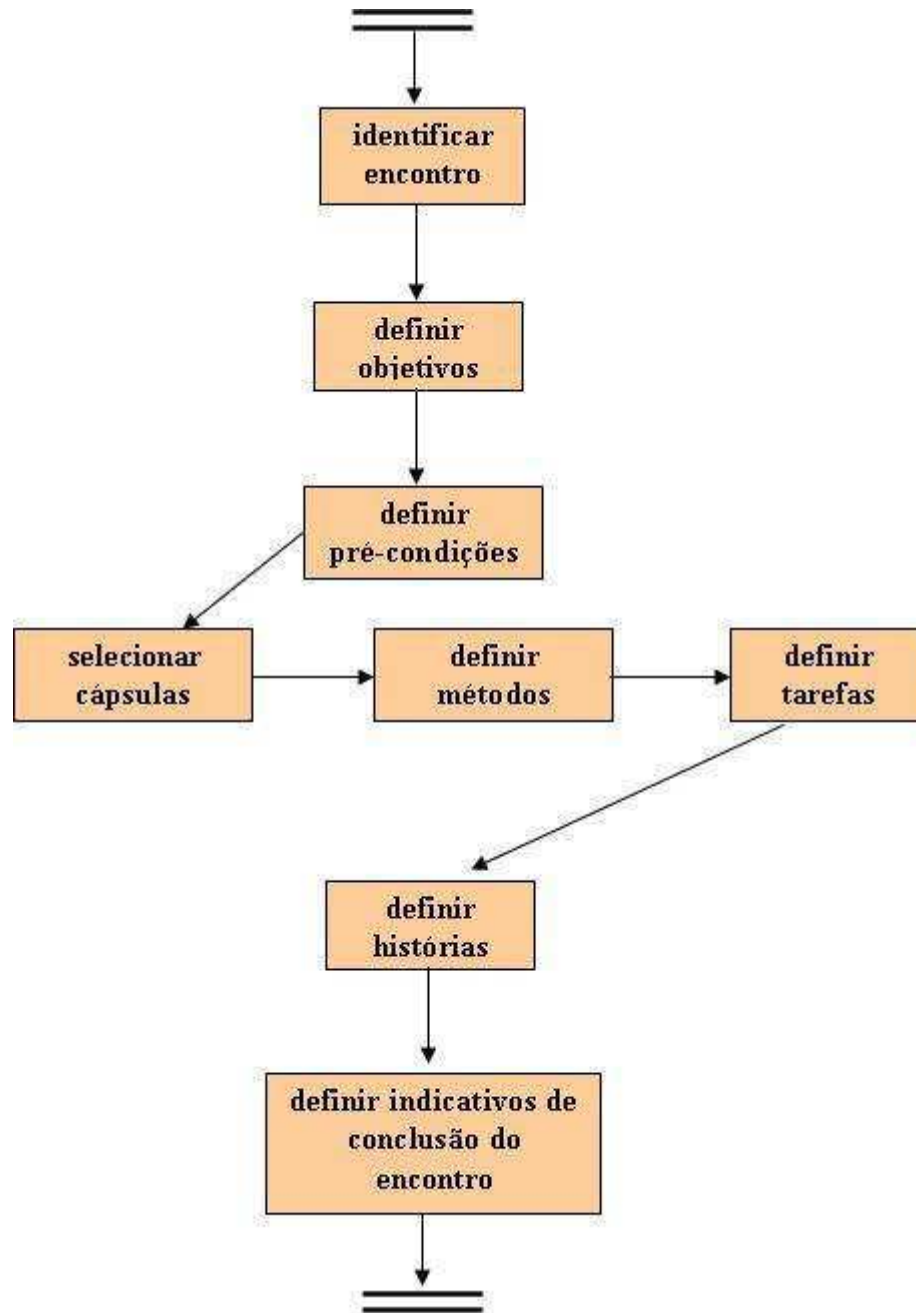 identificar
encontro
definir
objetivos
definir
pré-condições
selecionar
cápsulas
definir
métodos
definir
tarefas
definir
histórias
definir indicativos de
conclusão do
encontro